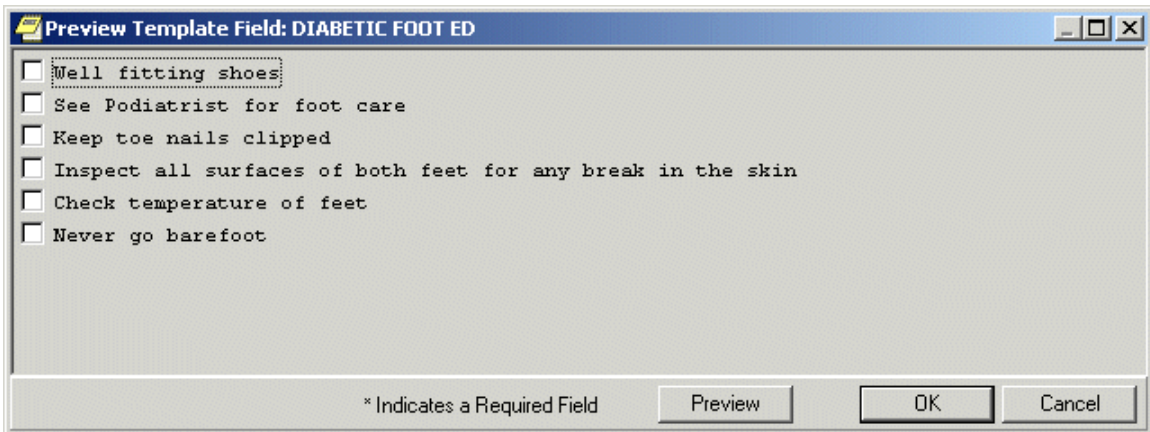 Preview Template Field: DIABETIC FOOT ED
Well fitting shoes
See Podiatrist for foot care
Keep toe nails clipped
Inspect all surfaces of both feet for any break in the skin
Check temperature of feet
Never go barefoot
* Indicates a Required Field Preview OK Cancel